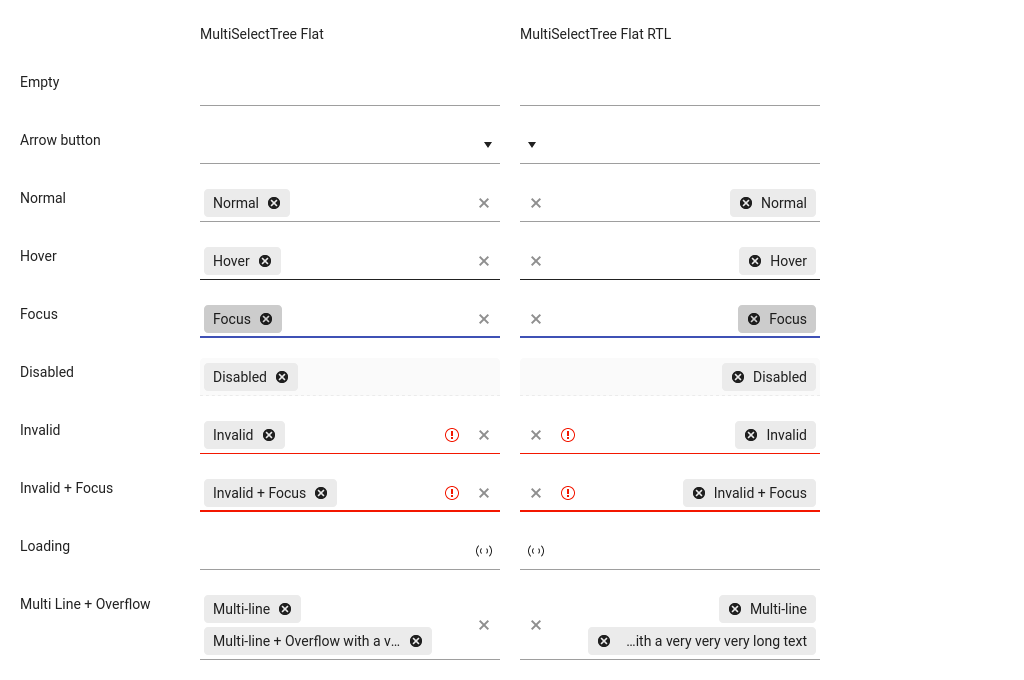 MultiSelectTree Flat MultiSelectTree Flat RTL
Empty
Arrow button
Normal Normal Normal
Hover Hover Hover
Focus Focus Focus
Disabled Disabled Disabled
Invalid Invalid Invalid
Invalid + Focus Invalid + Focus Invalid + Focus
Loading
Multi Line + Overflow Multi-line Multi-line
Multi-line + Overflow with a v... ...ith a very very very long text